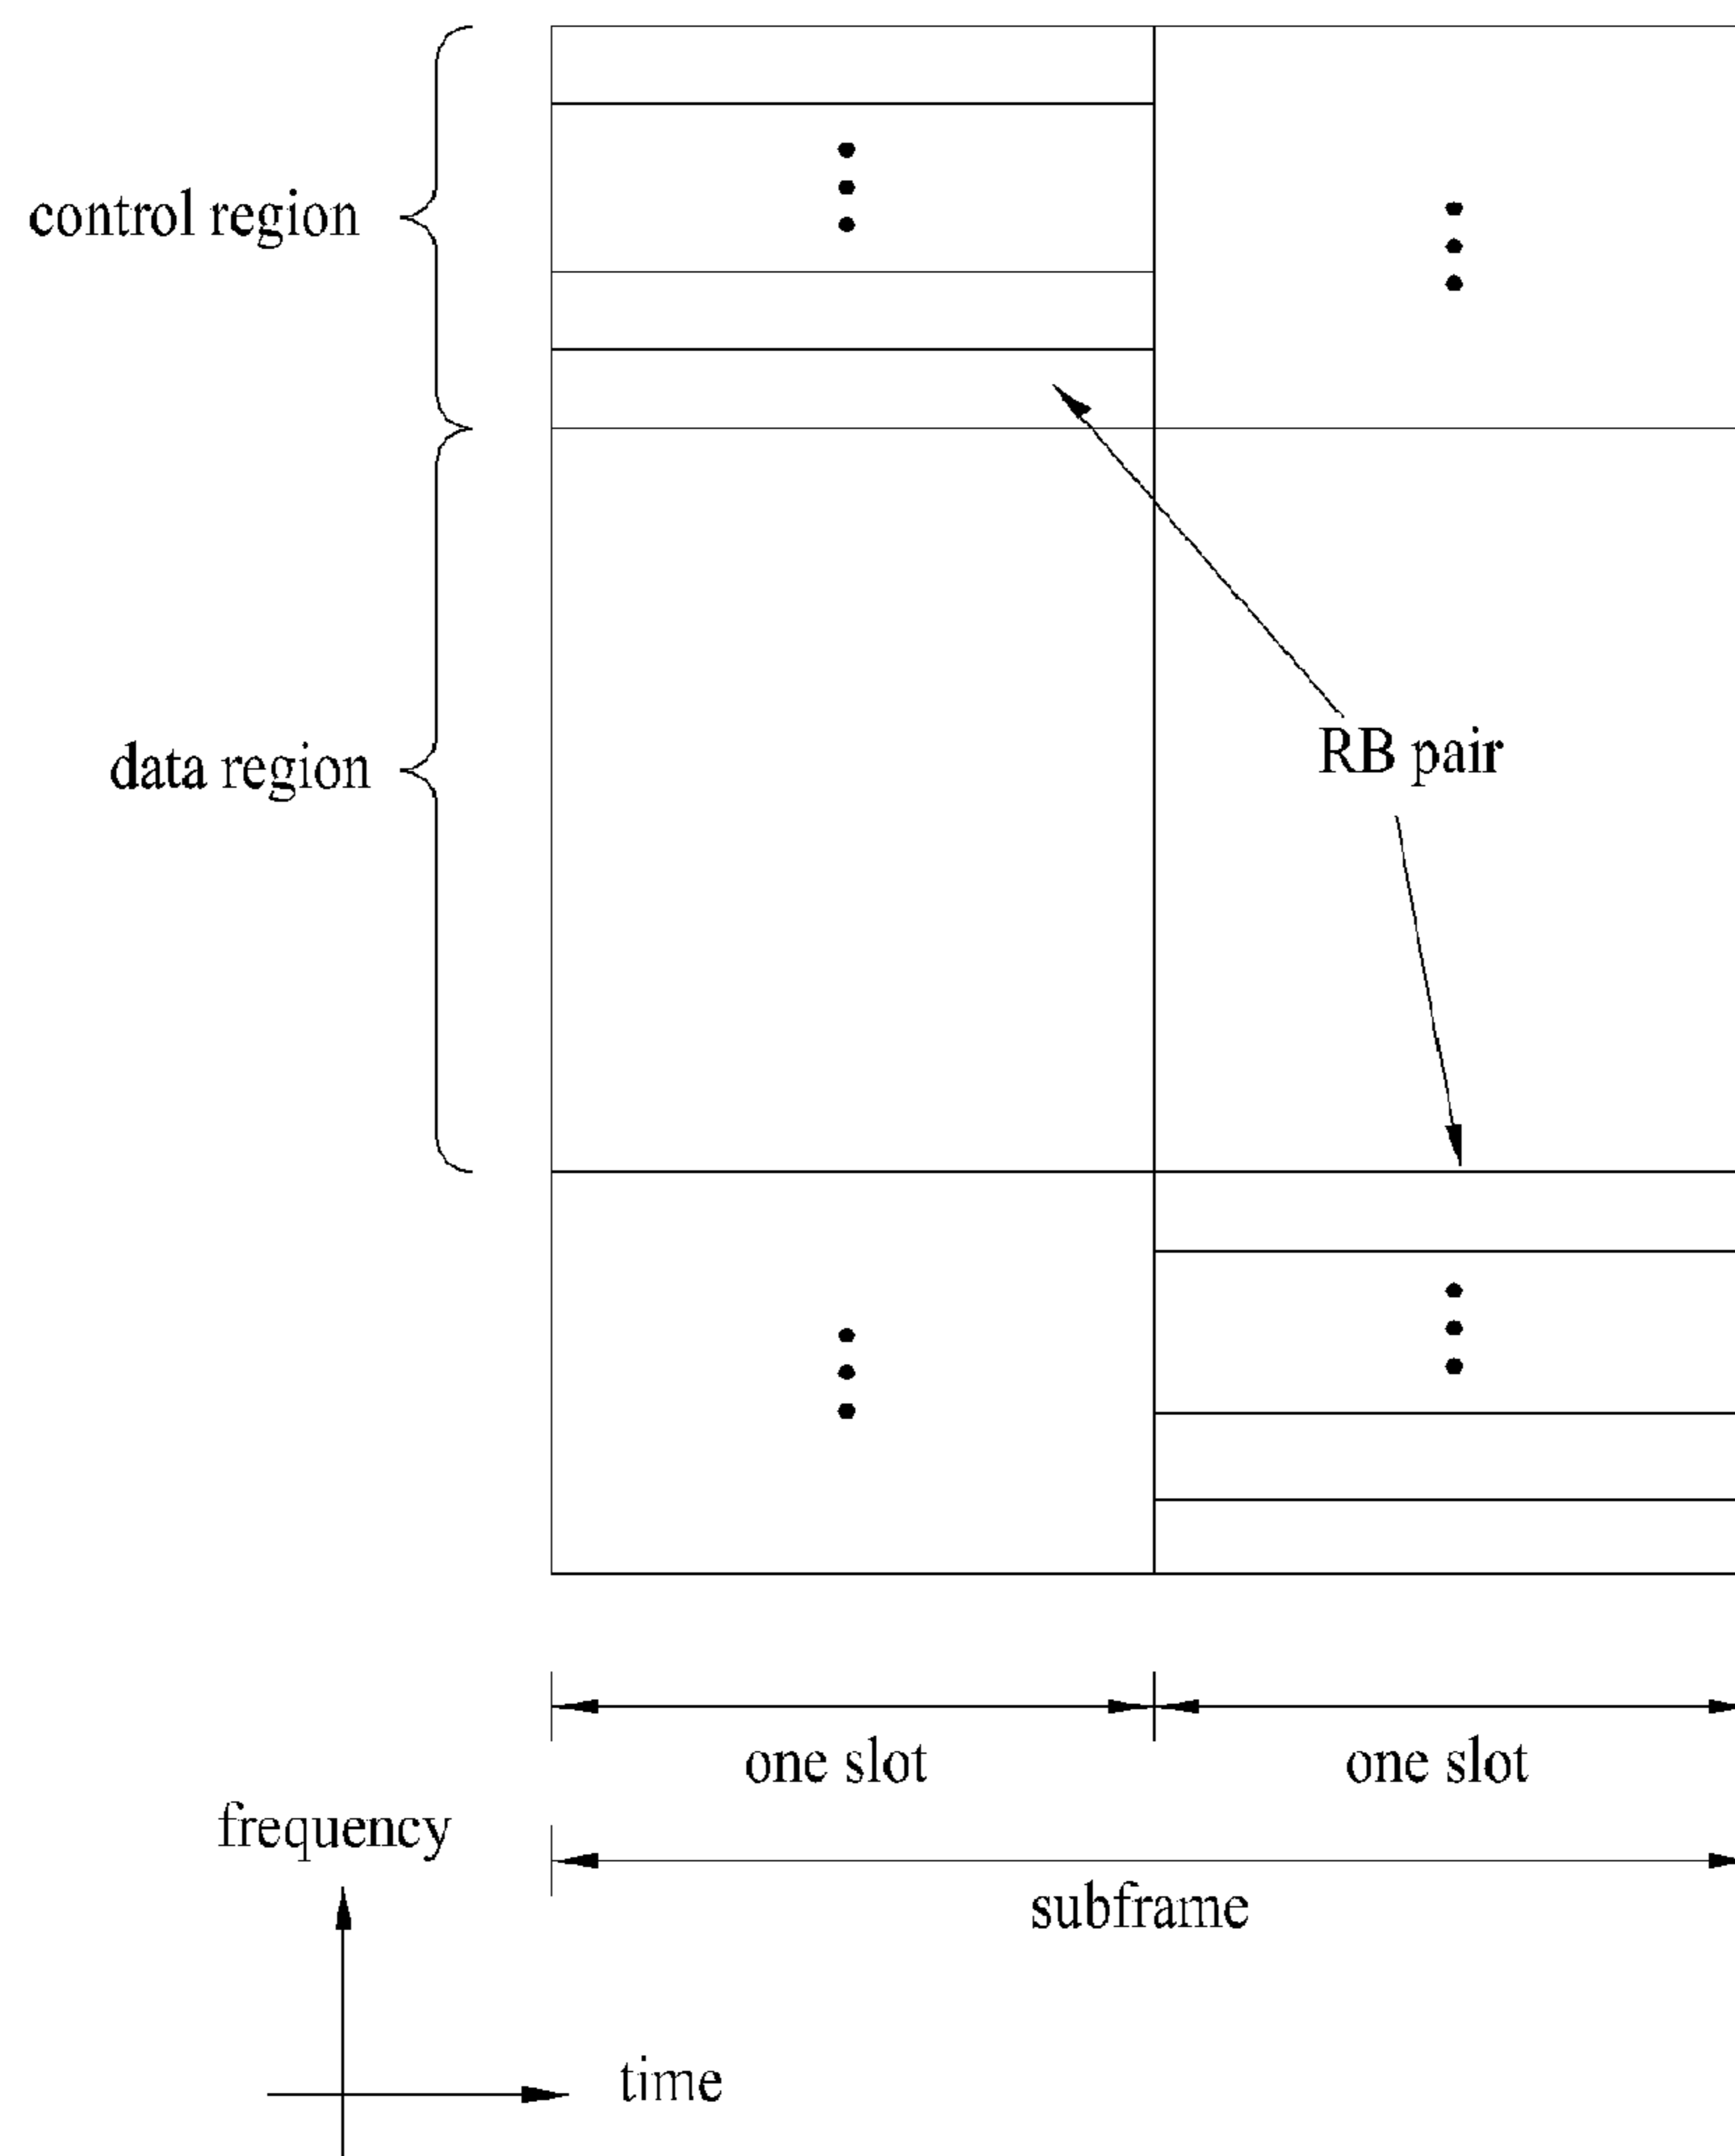 control region
data region
RB pair
one slot
one slot
frequency
subframe
time